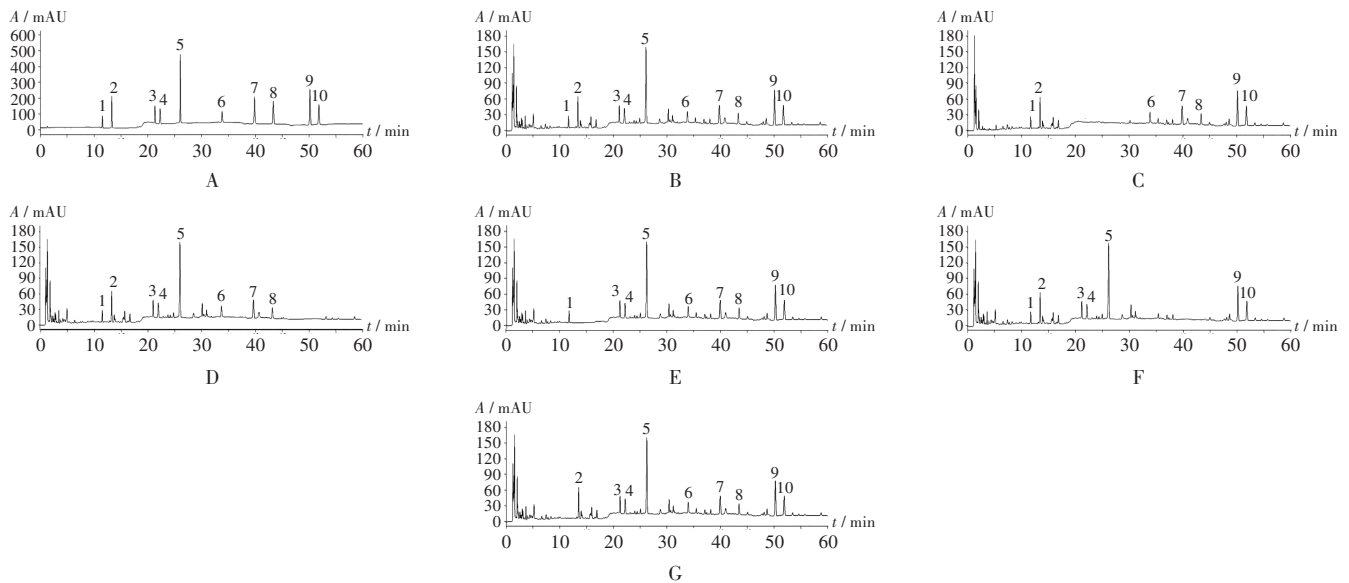 A / mAU
600
500
400
300
200
100
0
1 2 3 4 5 6 7 8 9 10
t / min
0 10 20 30 40 50 60
A
A / mAU
180
150
120
90
60
30
0
1 2 3 4 5 6 7 8 9 10
t / min
0 10 20 30 40 50 60
B
A / mAU
180
150
120
90
60
30
0
1 2 6 7 8 9 10
t / min
0 10 20 30 40 50 60
C
A / mAU
180
150
120
90
60
30
0
1 2 3 4 5 6 7 8
t / min
0 10 20 30 40 50 60
D
A / mAU
180
150
120
90
60
30
0
1 3 4 5 6 7 8 9 10
t / min
0 10 20 30 40 50 60
E
A / mAU
180
150
120
90
60
30
0
1 2 3 4 5 9 10
t / min
0 10 20 30 40 50 60
F
A / mAU
180
150
120
90
60
30
0
2 3 4 5 6 7 8 9 10
t / min
0 10 20 30 40 50 60
G